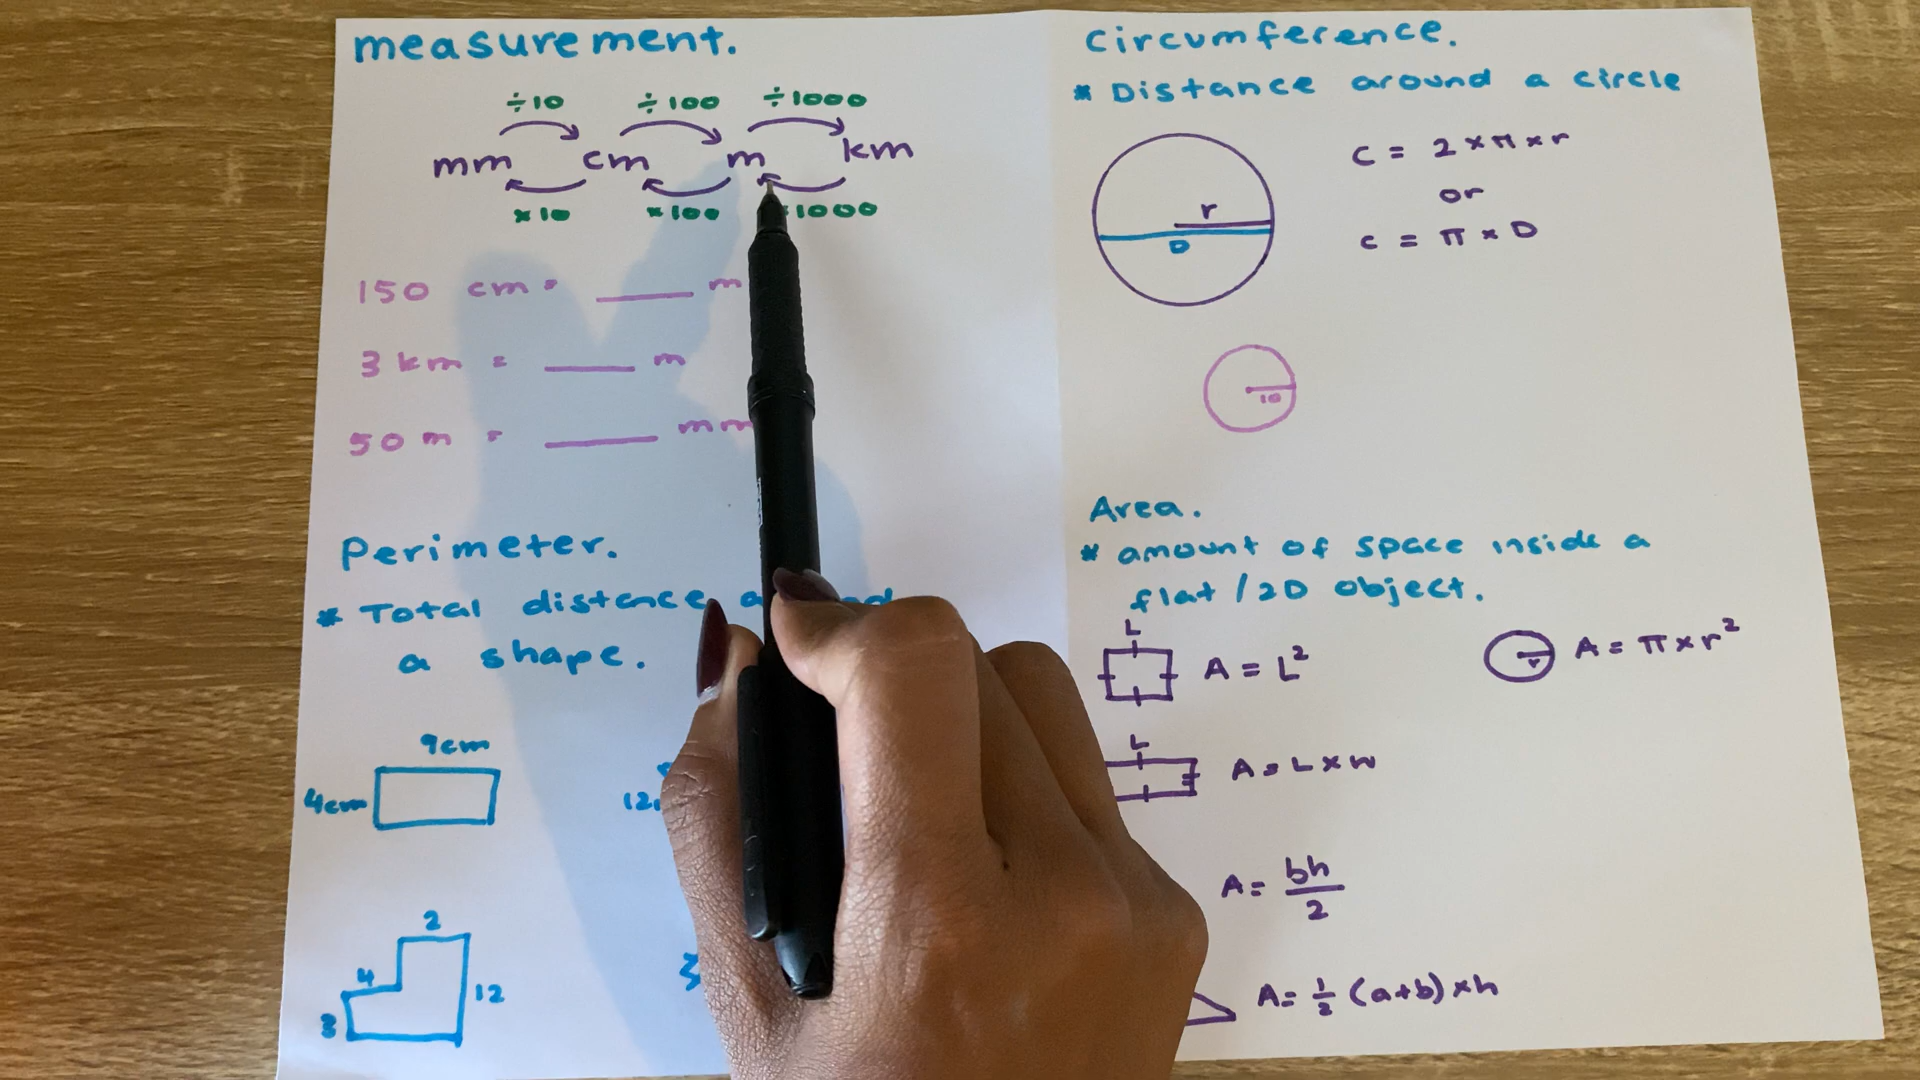 measurement.
÷10 ÷100 ÷1000
mm cm m km
×10 ×100 1000
150 cm = ____ m
3 km = ____ m
50 m = ____ mm
Perimeter.
* Total distance
a shape.
9cm
4cm
12
2
4
12
3
3
Circumference.
* Distance around a circle
C = 2 × π × r
or
C = π × D
r
D
10
Area.
* amount of space inside a
flat / 2D object.
L
A = L²
r
A = π × r²
L
A = L × W
A = bh/2
A = ½ (a+b) × h